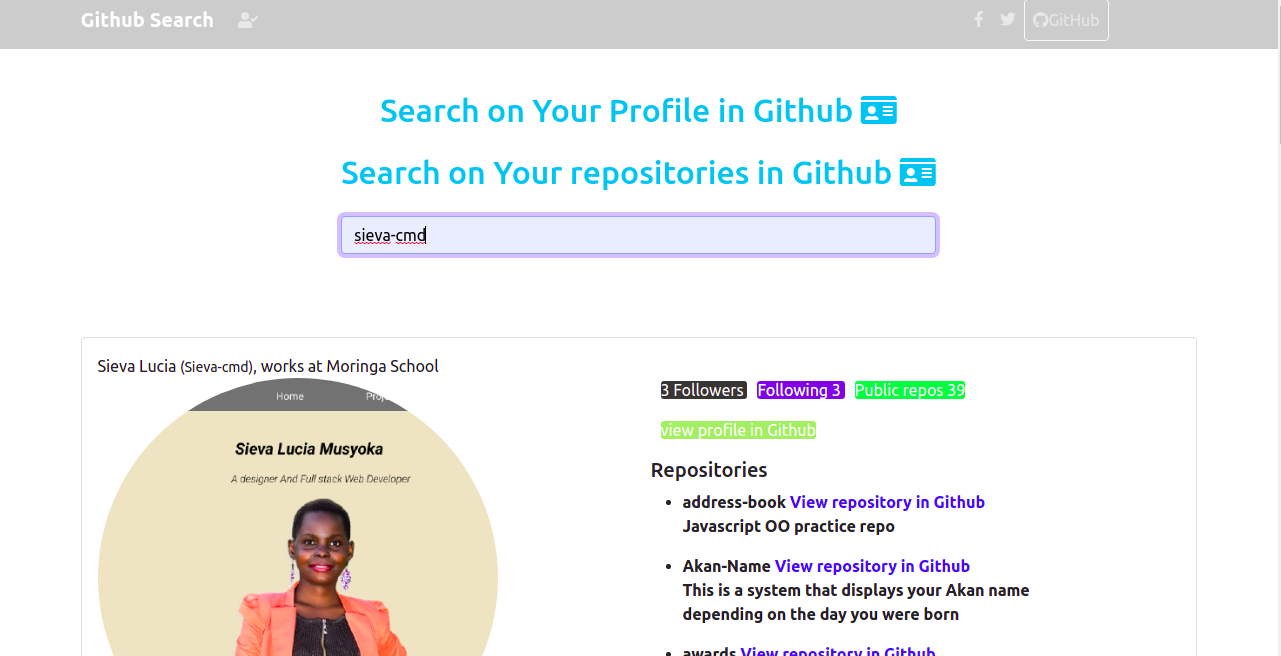 Github Search
GitHub
Search on Your Profile in Github
Search on Your repositories in Github
sieva-cmd
Sieva Lucia (Sieva-cmd), works at Moringa School
Home
Sieva Lucia Musyoka
A designer And Full stack Web Developer
3 Followers Following 3 Public repos 39
view profile in Github
Repositories
address-book View repository in Github
Javascript OO practice repo
Akan-Name View repository in Github
This is a system that displays your Akan name
depending on the day you were born
awards View repository in Github